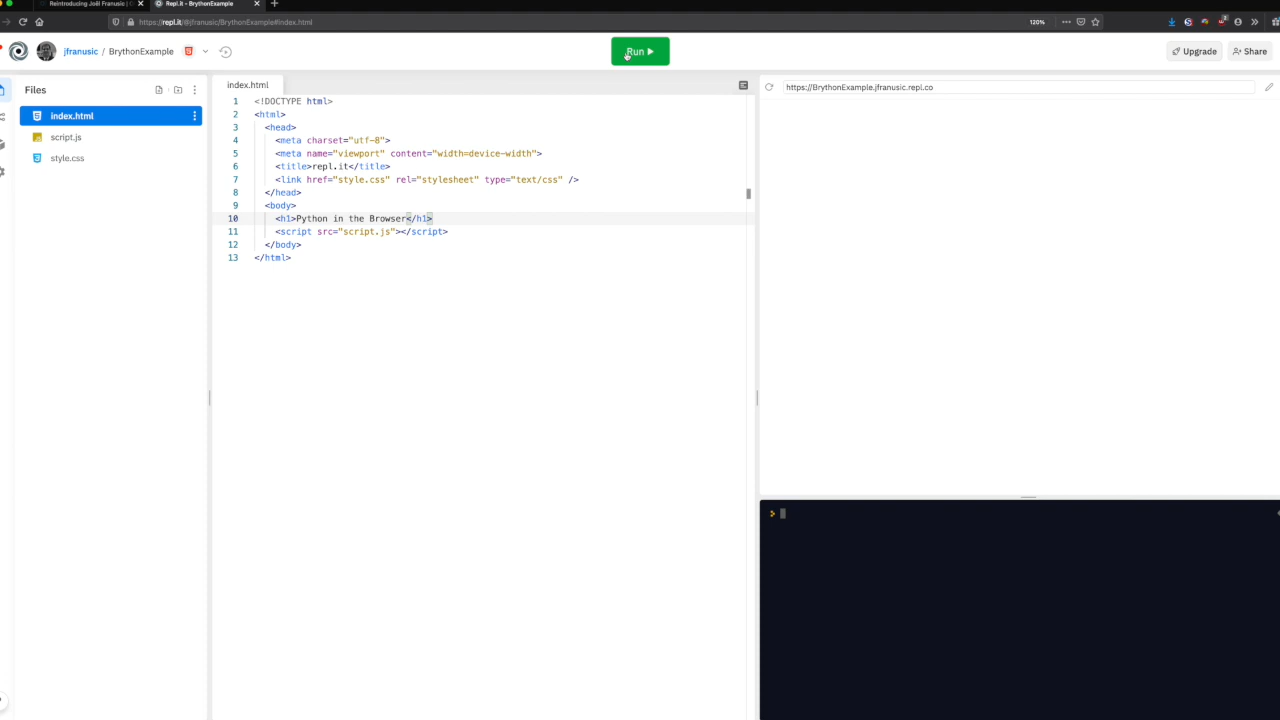 Reintroducing Joël Franusic | C
Repl.it - BrythonExample
https://repl.it/@jfranusic/BrythonExample#index.html
120%
jfranusic / BrythonExample
Run
Upgrade
Share
Files
index.html
script.js
style.css
index.html
https://BrythonExample.jfranusic.repl.co
1 <!DOCTYPE html>
2 <html>
3 <head>
4 <meta charset="utf-8">
5 <meta name="viewport" content="width=device-width">
6 <title>repl.it</title>
7 <link href="style.css" rel="stylesheet" type="text/css" />
8 </head>
9 <body>
10 <h1>Python in the Browser</h1>
11 <script src="script.js"></script>
12 </body>
13 </html>